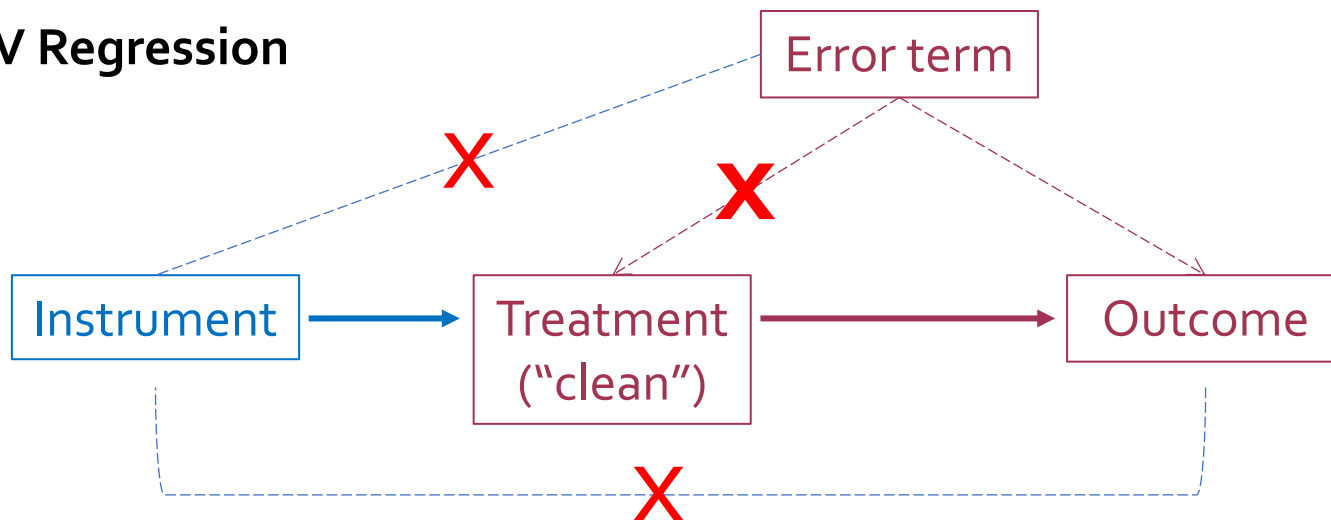 V Regression
Error term
X
X
Instrument
Treatment
(“clean”)
Outcome
X